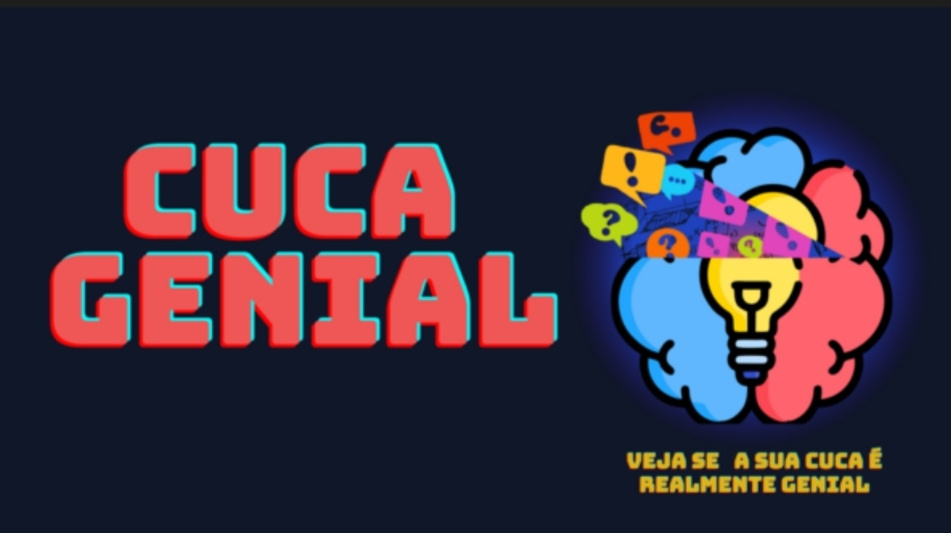 CUCA
GENIAL
VEJA SE A SUA CUCA É
REALMENTE GENIAL